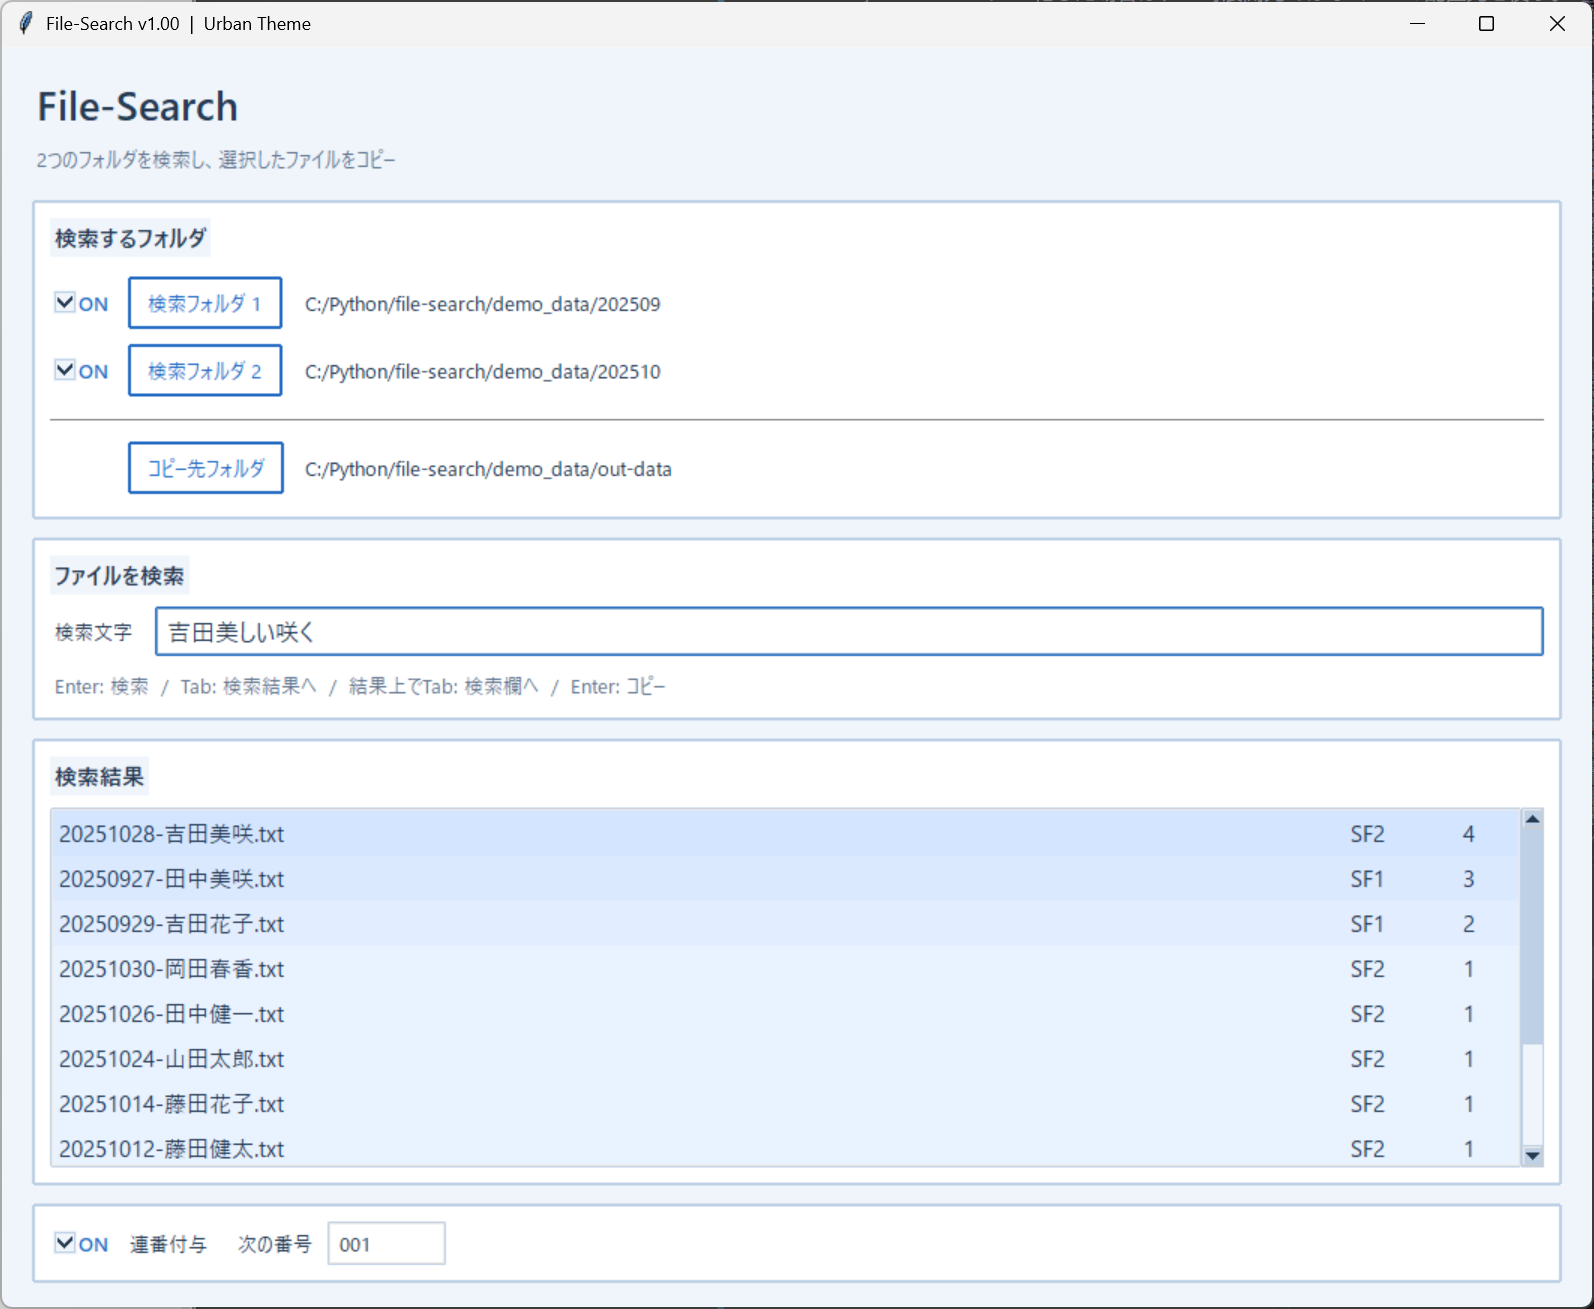 File-Search v1.00 | Urban Theme
File-Search
2つのフォルダを検索し、選択したファイルをコピー
検索するフォルダ
ON 検索フォルダ 1 C:/Python/file-search/demo_data/202509
ON 検索フォルダ 2 C:/Python/file-search/demo_data/202510
コピー先フォルダ C:/Python/file-search/demo_data/out-data
ファイルを検索
検索文字 吉田美しい咲く
Enter: 検索 / Tab: 検索結果へ / 結果上でTab: 検索欄へ / Enter: コピー
検索結果
20251028-吉田美咲.txt SF2 4
20250927-田中美咲.txt SF1 3
20250929-吉田花子.txt SF1 2
20251030-岡田春香.txt SF2 1
20251026-田中健一.txt SF2 1
20251024-山田太郎.txt SF2 1
20251014-藤田花子.txt SF2 1
20251012-藤田健太.txt SF2 1
ON 連番付与 次の番号 001